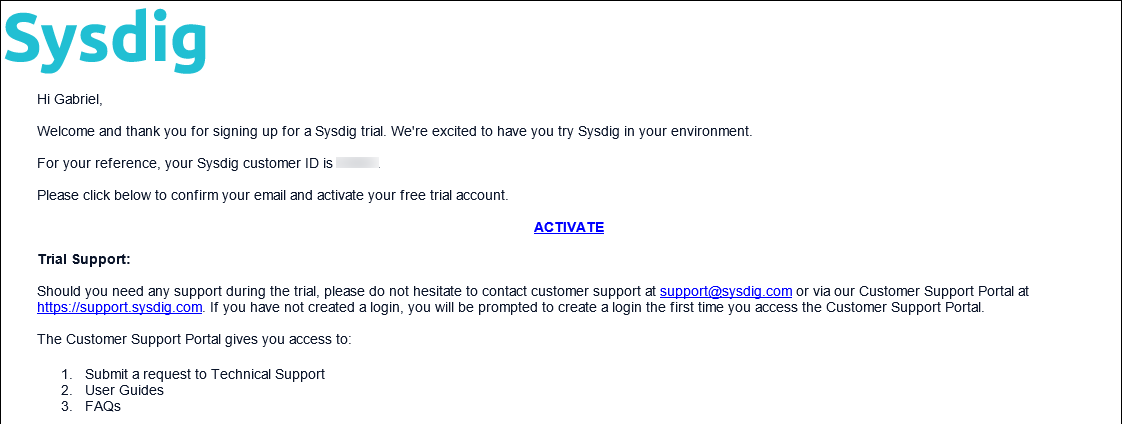 Sysdig
Hi Gabriel,
Welcome and thank you for signing up for a Sysdig trial. We're excited to have you try Sysdig in your environment.
For your reference, your Sysdig customer ID is .
Please click below to confirm your email and activate your free trial account.
ACTIVATE
Trial Support:
Should you need any support during the trial, please do not hesitate to contact customer support at support@sysdig.com or via our Customer Support Portal at
https://support.sysdig.com. If you have not created a login, you will be prompted to create a login the first time you access the Customer Support Portal.
The Customer Support Portal gives you access to:
1. Submit a request to Technical Support
2. User Guides
3. FAQs